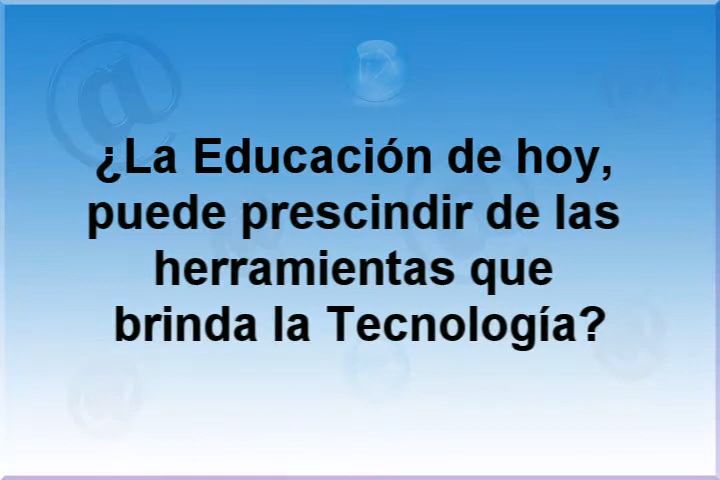 ¿La Educación de hoy,
puede prescindir de las
herramientas que
brinda la Tecnología?